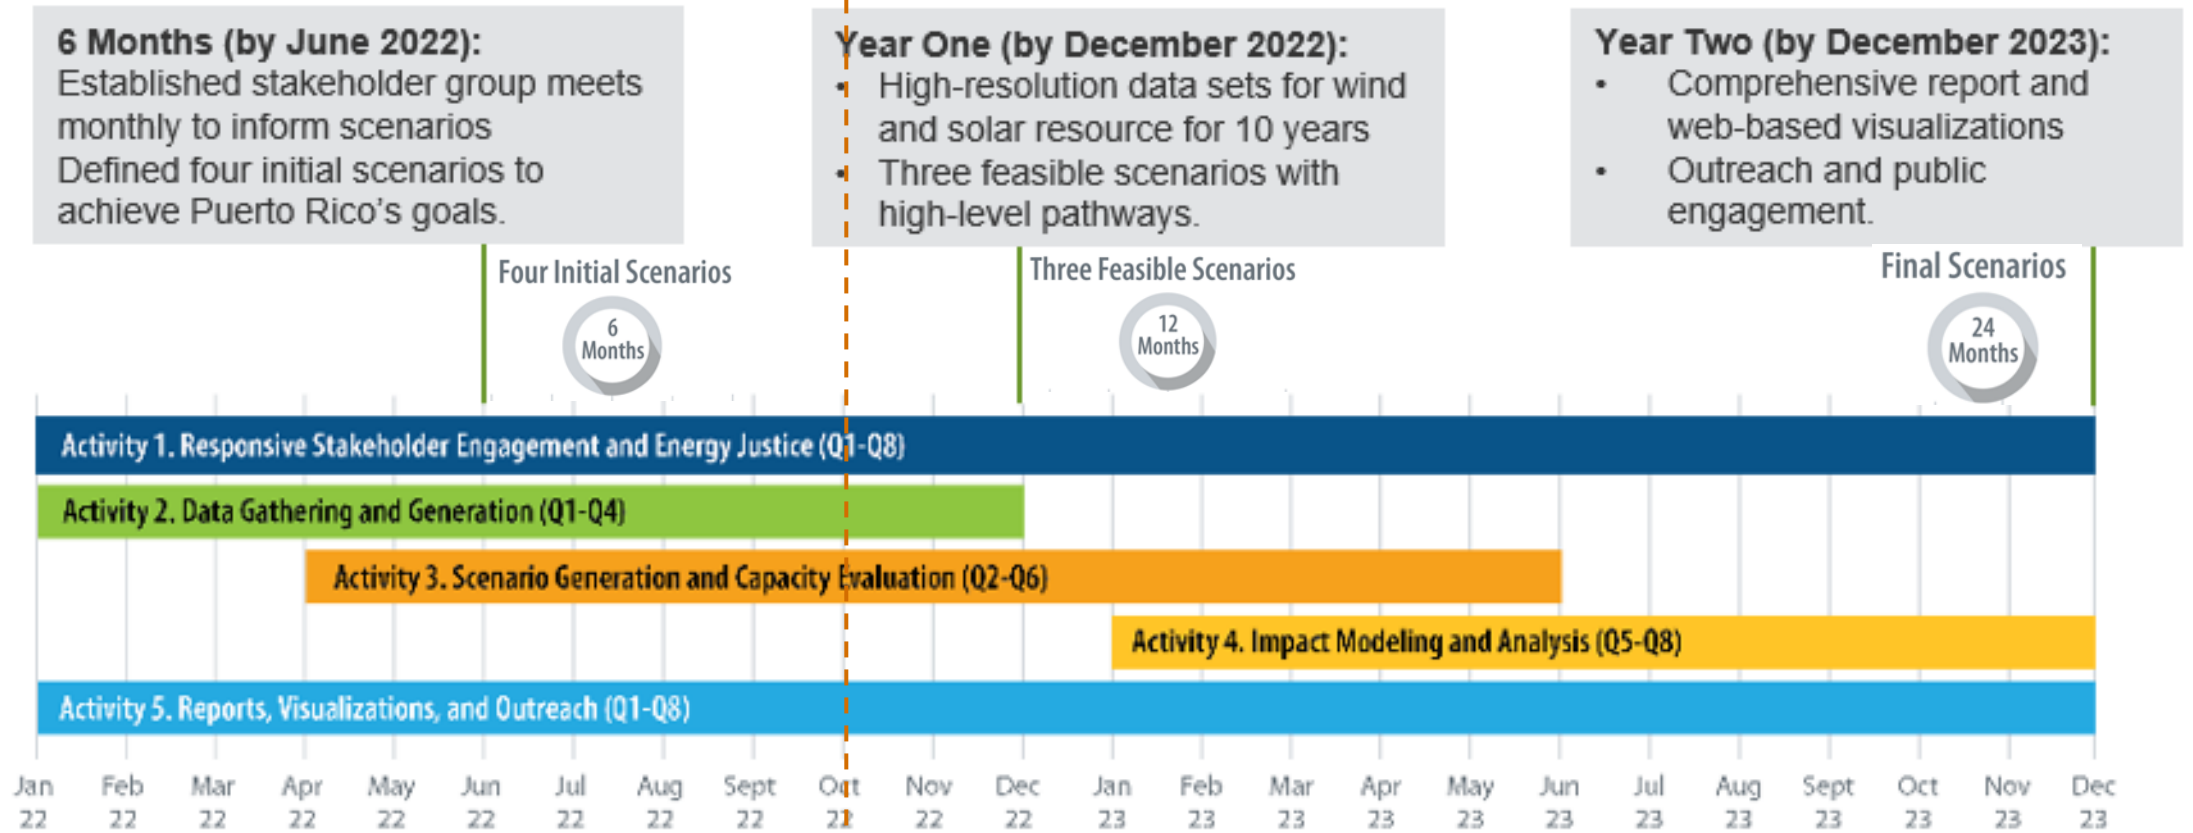 6 Months (by June 2022):
Established stakeholder group meets
monthly to inform scenarios
Defined four initial scenarios to
achieve Puerto Rico's goals.
Year One (by December 2022):
• High-resolution data sets for wind
and solar resource for 10 years
• Three feasible scenarios with
high-level pathways.
Year Two (by December 2023):
• Comprehensive report and
web-based visualizations
• Outreach and public
engagement.
Four Initial Scenarios
6
Months
Three Feasible Scenarios
12
Months
Final Scenarios
24
Months
Activity 1. Responsive Stakeholder Engagement and Energy Justice (Q1-Q8)
Activity 2. Data Gathering and Generation (Q1-Q4)
Activity 3. Scenario Generation and Capacity Evaluation (Q2-Q6)
Activity 4. Impact Modeling and Analysis (Q5-Q8)
Activity 5. Reports, Visualizations, and Outreach (Q1-Q8)
Jan Feb Mar Apr May Jun Jul Aug Sept Oct Nov Dec Jan Feb Mar Apr May Jun Jul Aug Sept Oct Nov Dec
22 22 22 22 22 22 22 22 22 22 22 22 23 23 23 23 23 23 23 23 23 23 23 23